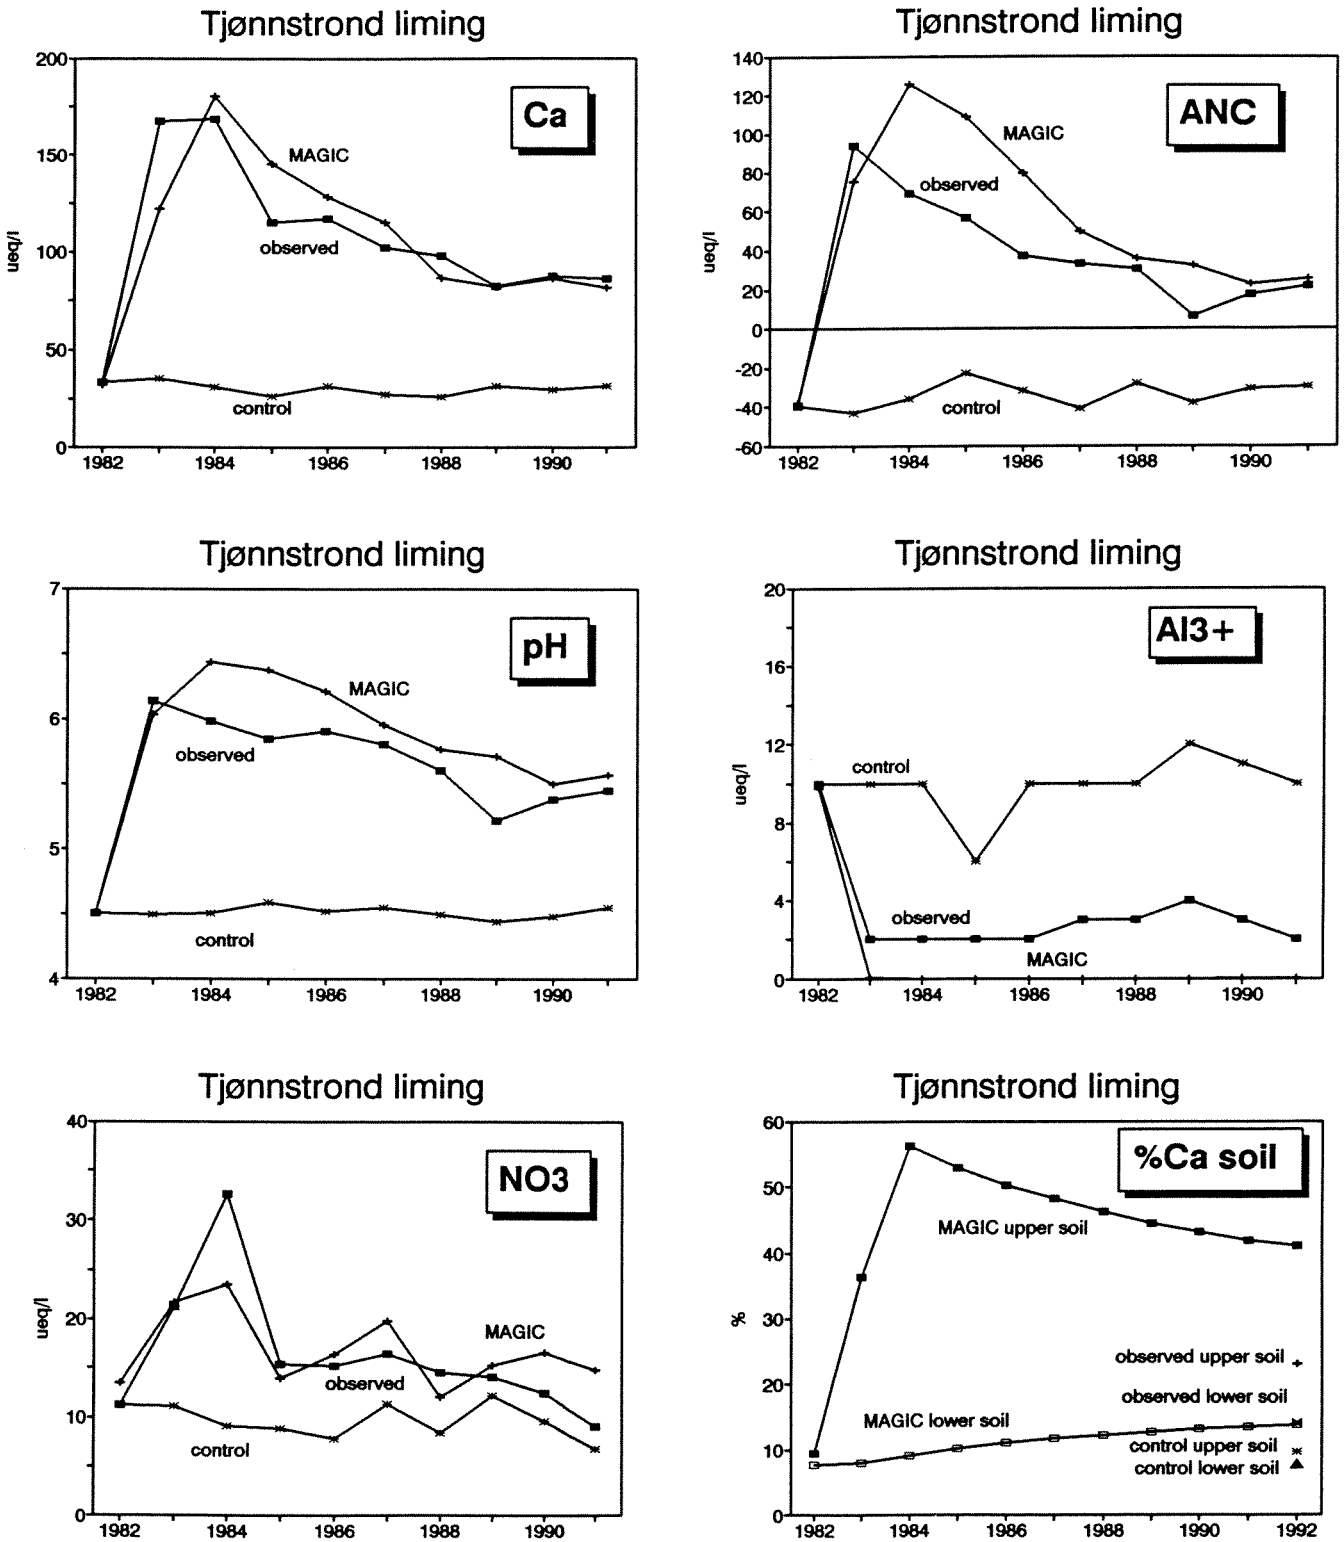 Tjønnstrond liming
Ca
200
150
100
50
0
ueq/l
MAGIC
observed
control
1982 1984 1986 1988 1990
Tjønnstrond liming
ANC
140
120
100
80
60
40
20
0
-20
-40
-60
ueq/l
MAGIC
observed
control
1982 1984 1986 1988 1990
Tjønnstrond liming
pH
7
6
5
4
MAGIC
observed
control
1982 1984 1986 1988 1990
Tjønnstrond liming
Al3+
20
16
12
8
4
0
ueq/l
control
observed
MAGIC
1982 1984 1986 1988 1990
Tjønnstrond liming
NO3
40
30
20
10
0
ueq/l
MAGIC
observed
control
1982 1984 1986 1988 1990
Tjønnstrond liming
%Ca soil
60
50
40
30
20
10
0
%
MAGIC upper soil
observed upper soil
observed lower soil
MAGIC lower soil
control upper soil
control lower soil
1982 1984 1986 1988 1990 1992